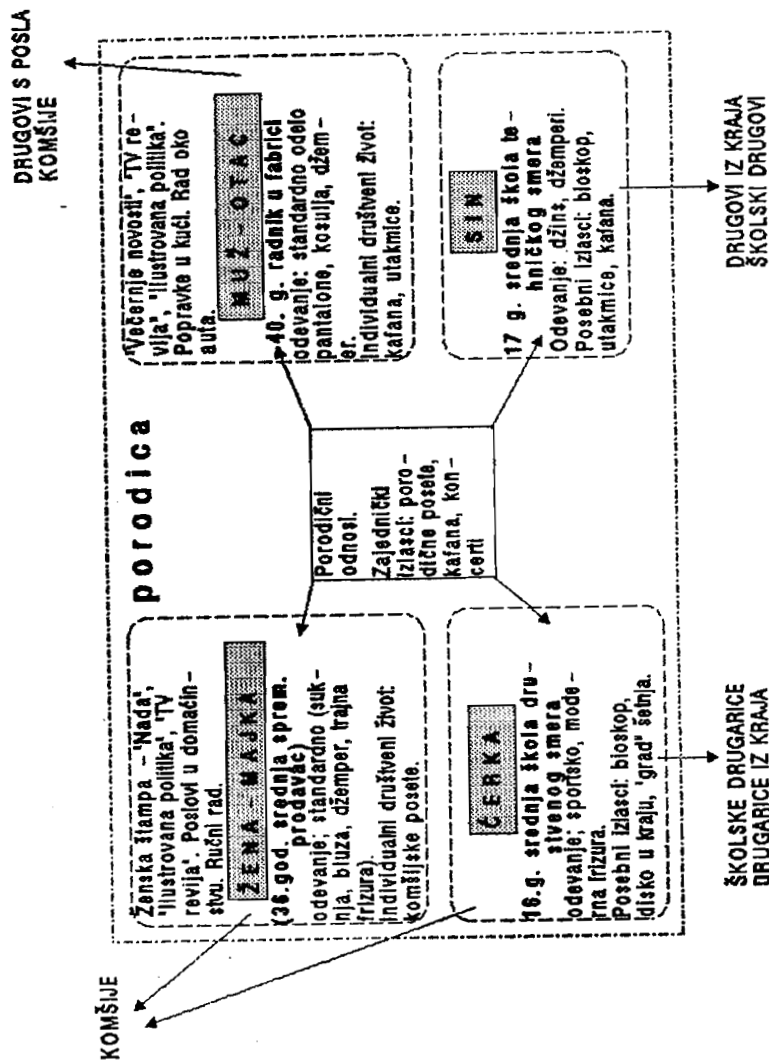 DRUGOVI S POSLA
KOMŠIJE
KOMŠIJE
porodica
Ženska štampa - "Nada",
"Ilustrovana politika", "TV
revija". Poslovi u domaćin-
stvu. Ručni rad.
ŽENA-MAJKA
(36.god. srednja sprem.
prodavac)
odevanje: standardno (suk-
nja, bluza, džemper, trajna
frizura).
Individualni društveni život:
komšijske posete.
"Večernje novosti", "TV re-
vija", "Ilustrovana politika".
Popravke u kući. Rad oko
auta.
MUŽ-OTAC
40. g. radnik u fabrici
odevanje: standardno odelo
pantalone, kosulja, džem-
er.
Individualni društveni život:
kafana, utakmice.
Porodični
odnosi.
Zajednički
izlasci: poro-
dične posete,
kafana, kon-
certi
ĆERKA
16.g. srednja škola dru-
stvenog smera
odevanje: sportsko, mode-
rna frizura.
Posebni izlasci: bioskop,
disko u kraju, "grad" šetnja.
SIN
17 g. srednja škola te-
hničkog smera
Odevanje: džins, džemperi.
Posebni izlasci: bioskop,
utakmice, kafana.
ŠKOLSKE DRUGARICE
DRUGARICE IZ KRAJA
DRUGOVI IZ KRAJA
ŠKOLSKI DRUGOVI